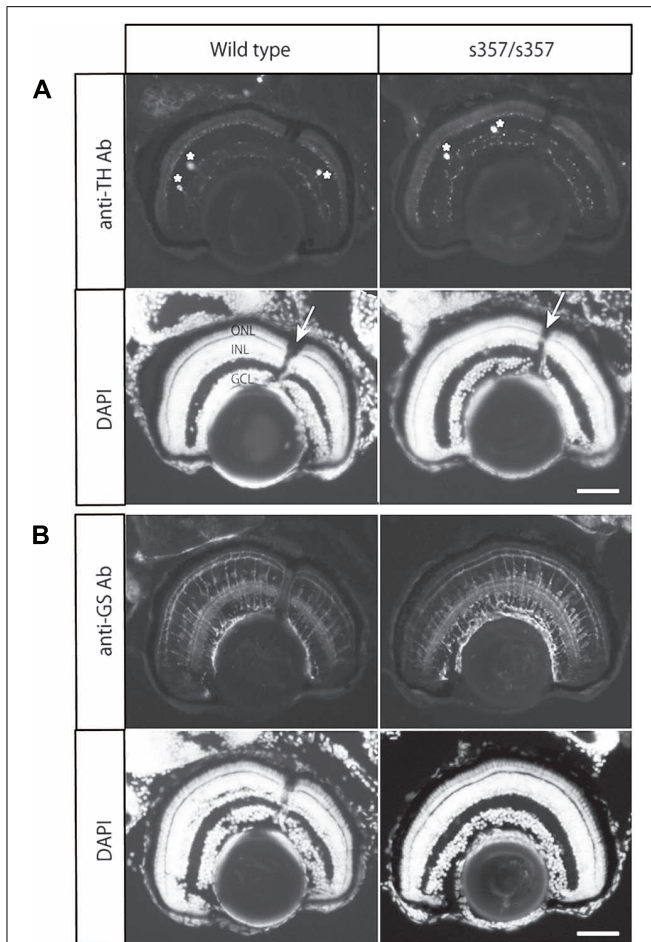 Wild type
s357/s357
A
anti-TH Ab
DAPI
ONL
INL
GCL
B
anti-GS Ab
DAPI